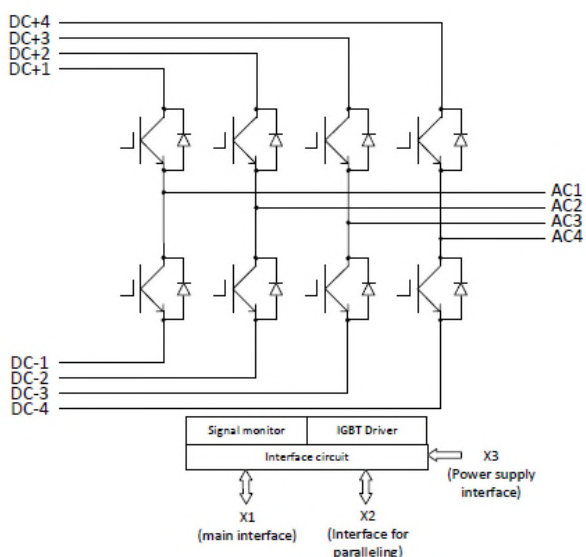 DC+4
DC+3
DC+2
DC+1
AC1
AC2
AC3
AC4
DC-1
DC-2
DC-3
DC-4
Signal monitor
IGBT Driver
Interface circuit
X3
(Power supply
interface)
X1
(main interface)
X2
(Interface for
paralleling)